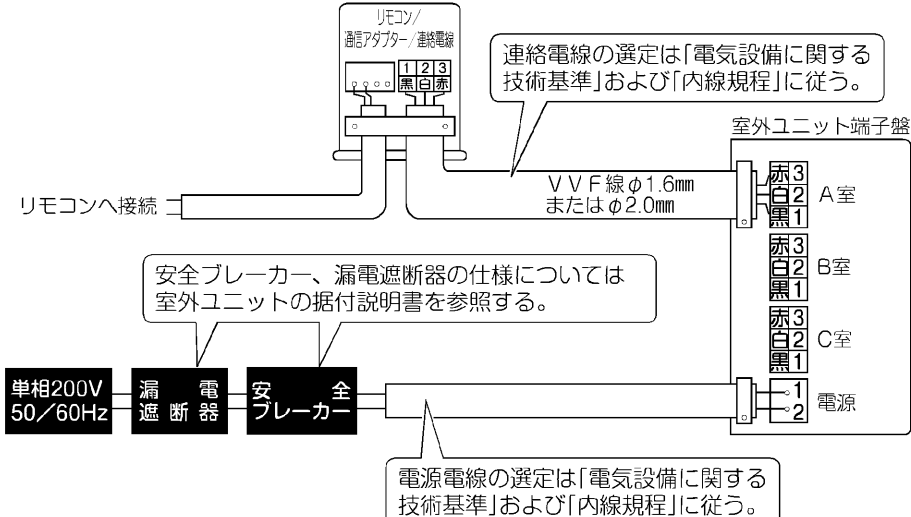 リモコン/
通信アダプター/連絡電線
1 2 3
黒 白 赤
連絡電線の選定は「電気設備に関する
技術基準」および「内線規程」に従う。
室外ユニット端子盤
赤 3
白 2
黒 1
A室
VVF線φ1.6㎜
またはφ2.0㎜
リモコンへ接続
赤 3
白 2
黒 1
B室
安全ブレーカー、漏電遮断器の仕様については
室外ユニットの据付説明書を参照する。
赤 3
白 2
黒 1
C室
単相200V
50/60Hz
漏電
遮断器
安全
ブレーカー
1
2
電源
電源電線の選定は「電気設備に関する
技術基準」および「内線規程」に従う。